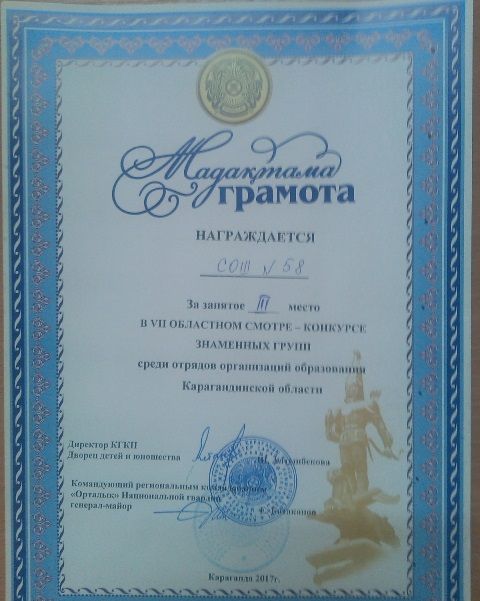 Мадақтама
грамота
НАГРАЖДАЕТСЯ
СОШ № 58
За занятое III место
В VII ОБЛАСТНОМ СМОТРЕ – КОНКУРСЕ
ЗНАМЕННЫХ ГРУПП
среди отрядов организаций образования
Карагандинской области
Директор КГКП
Дворец детей и юношества
Командующий региональным командованием
«Орталық» Национальной гвардии
генерал-майор
Караганда 2017г.